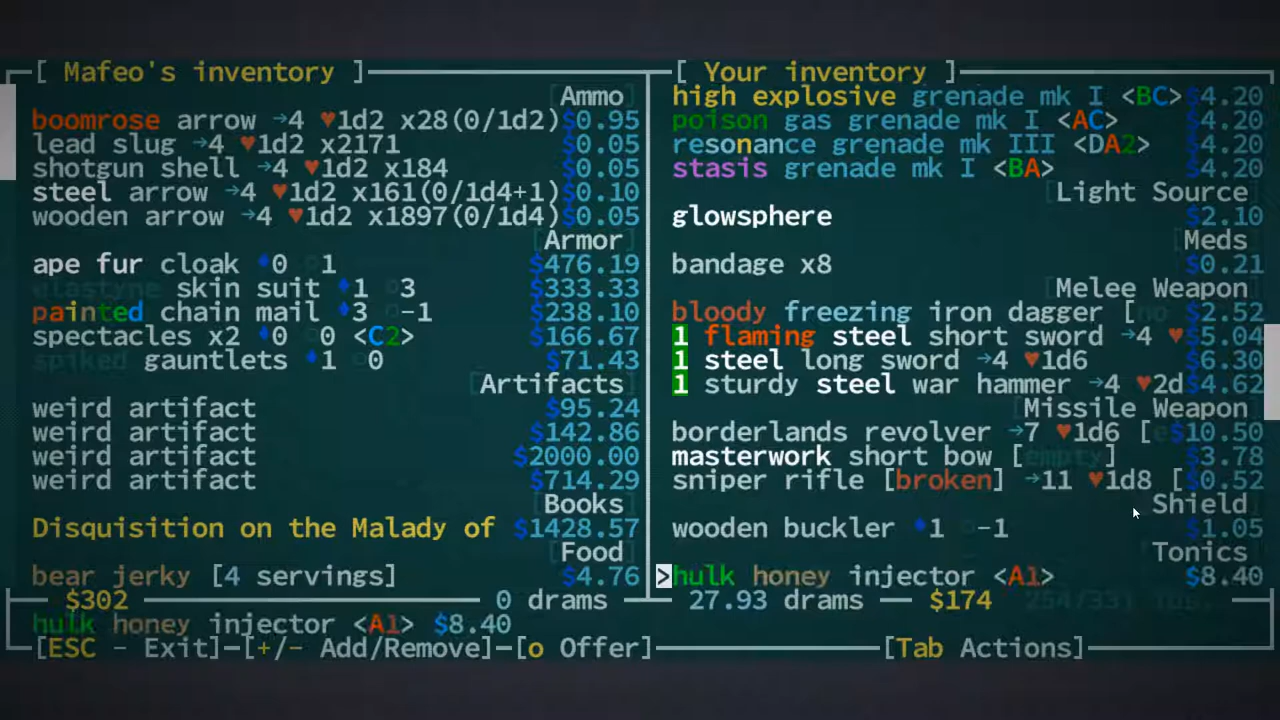 [ Mafeo's inventory ]
[Ammo]
boomrose arrow →4 ♥1d2 x28(0/1d2) $0.95
lead slug →4 ♥1d2 x2171 $0.05
shotgun shell →4 ♥1d2 x184 $0.05
steel arrow →4 ♥1d2 x161(0/1d4+1) $0.10
wooden arrow →4 ♥1d2 x1897(0/1d4) $0.05
[Armor]
ape fur cloak ♦0 ○1 $476.19
elastyne skin suit ♦1 ○3 $333.33
painted chain mail ♦3 ○-1 $238.10
spectacles x2 ♦0 ○0 <C2> $166.67
spiked gauntlets ♦1 ○0 $71.43
[Artifacts]
weird artifact $95.24
weird artifact $142.86
weird artifact $2000.00
weird artifact $714.29
[Books]
Disquisition on the Malady of $1428.57
[Food]
bear jerky [4 servings] $4.76
$302 0 drams
[ Your inventory ]
high explosive grenade mk I <BC> $4.20
poison gas grenade mk I <AC> $4.20
resonance grenade mk III <DA2> $4.20
stasis grenade mk I <BA> $4.20
[Light Source]
glowsphere $2.10
[Meds]
bandage x8 $0.21
[Melee Weapon]
bloody freezing iron dagger [no $2.52
1 flaming steel short sword →4 ♥ $5.04
1 steel long sword →4 ♥1d6 $6.30
1 sturdy steel war hammer →4 ♥2d $4.62
[Missile Weapon]
borderlands revolver →7 ♥1d6 [e $10.50
masterwork short bow [empty] $3.78
sniper rifle [broken] →11 ♥1d8 [ $0.52
[Shield]
wooden buckler ♦1 ○-1 $1.05
[Tonics]
>hulk honey injector <A1> $8.40
27.93 drams — $174 254/331 lbs.
hulk honey injector <A1> $8.40
[ESC - Exit]—[+/- Add/Remove]—[o Offer] [Tab Actions]